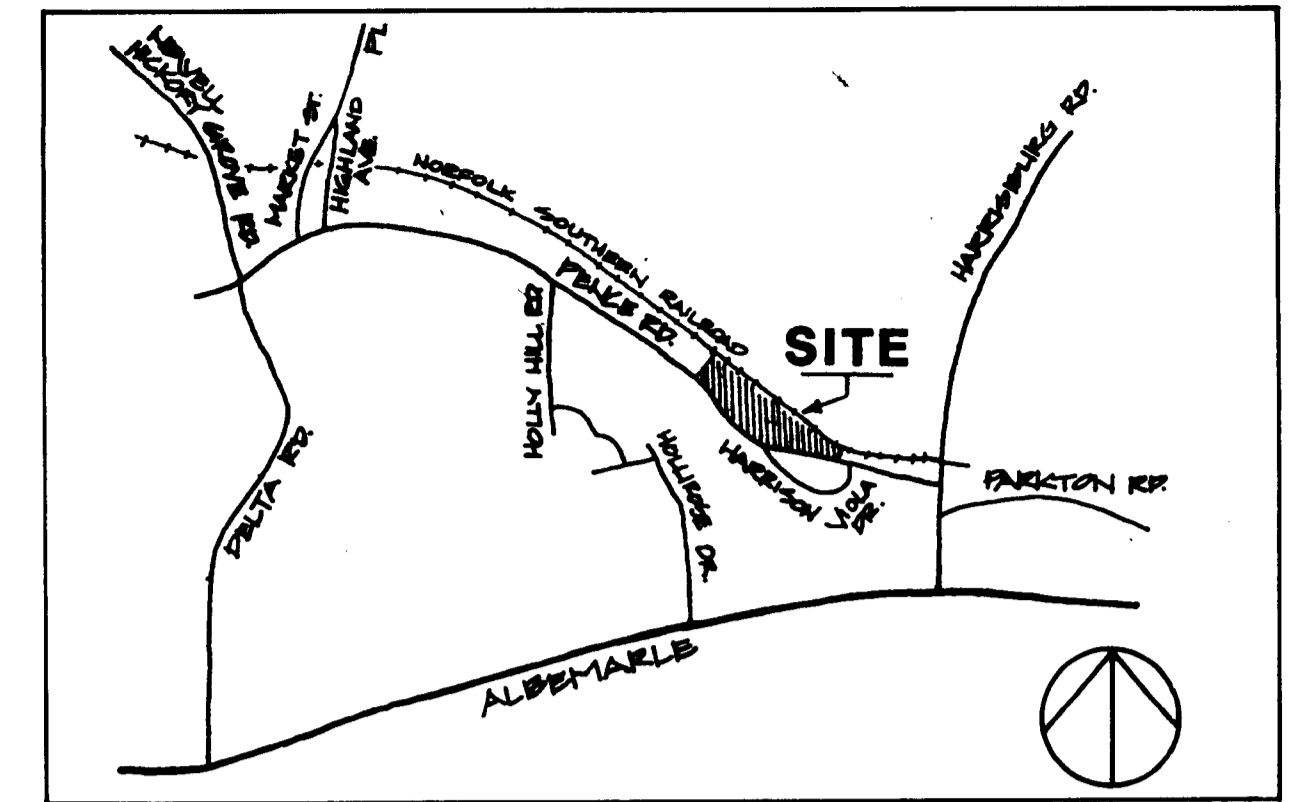 NEWELL
HICKORY GROVE RD.
MARKET ST.
HIGHLAND
AVE.
PL
NORFOLK SOUTHERN RAILROAD
PENCE RD.
HARRISBURG RD.
SITE
HOLLY HILL RD
HOLLIROSE DR.
HARRISON
VIOLA
DR.
PARKTON RD.
DELTA RD.
ALBEMARLE